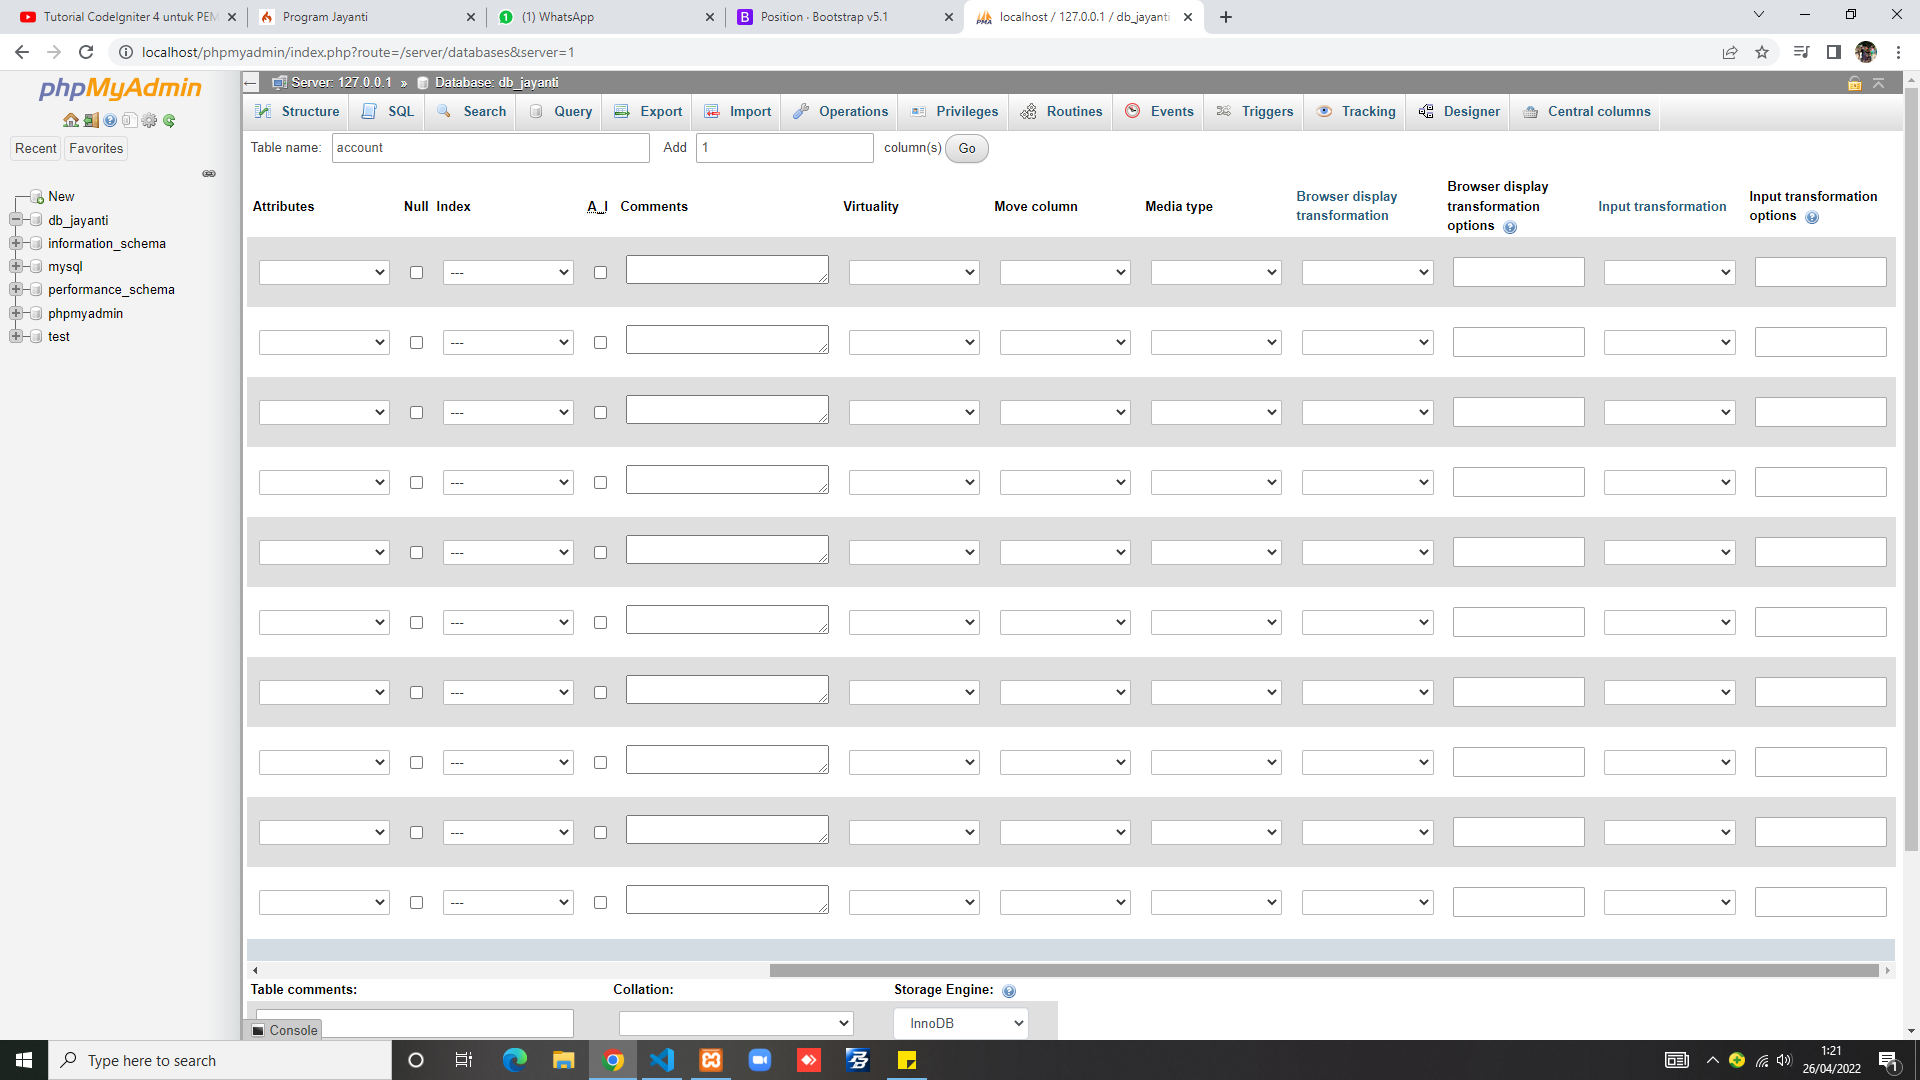 Tutorial CodeIgniter 4 untuk PEM
Program Jayanti
(1) WhatsApp
Position · Bootstrap v5.1
localhost / 127.0.0.1 / db_jayanti
localhost/phpmyadmin/index.php?route=/server/databases&server=1
phpMyAdmin
Recent
Favorites
New
db_jayanti
information_schema
mysql
performance_schema
phpmyadmin
test
Server: 127.0.0.1 » Database: db_jayanti
Structure
SQL
Search
Query
Export
Import
Operations
Privileges
Routines
Events
Triggers
Tracking
Designer
Central columns
Table name: account Add 1 column(s) Go
Attributes
Null
Index
A_I
Comments
Virtuality
Move column
Media type
Browser display
transformation
Browser display
transformation
options
Input transformation
Input transformation
options
---
---
---
---
---
---
---
---
---
---
Table comments:
Collation:
Storage Engine:
InnoDB
Console
Type here to search
1:21
26/04/2022
1